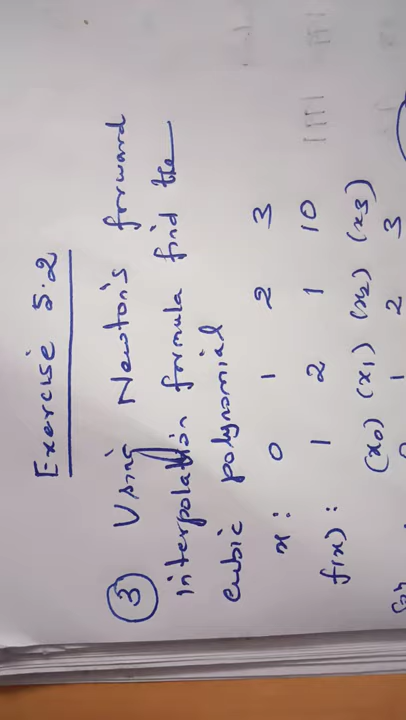 Exercise 5.2
③ Using Newton's forward
interpolation formula find the
cubic polynomial
x: 0 1 2 3
f(x): 1 2 1 10
(x0) (x1) (x2) (x3)
1 2 3